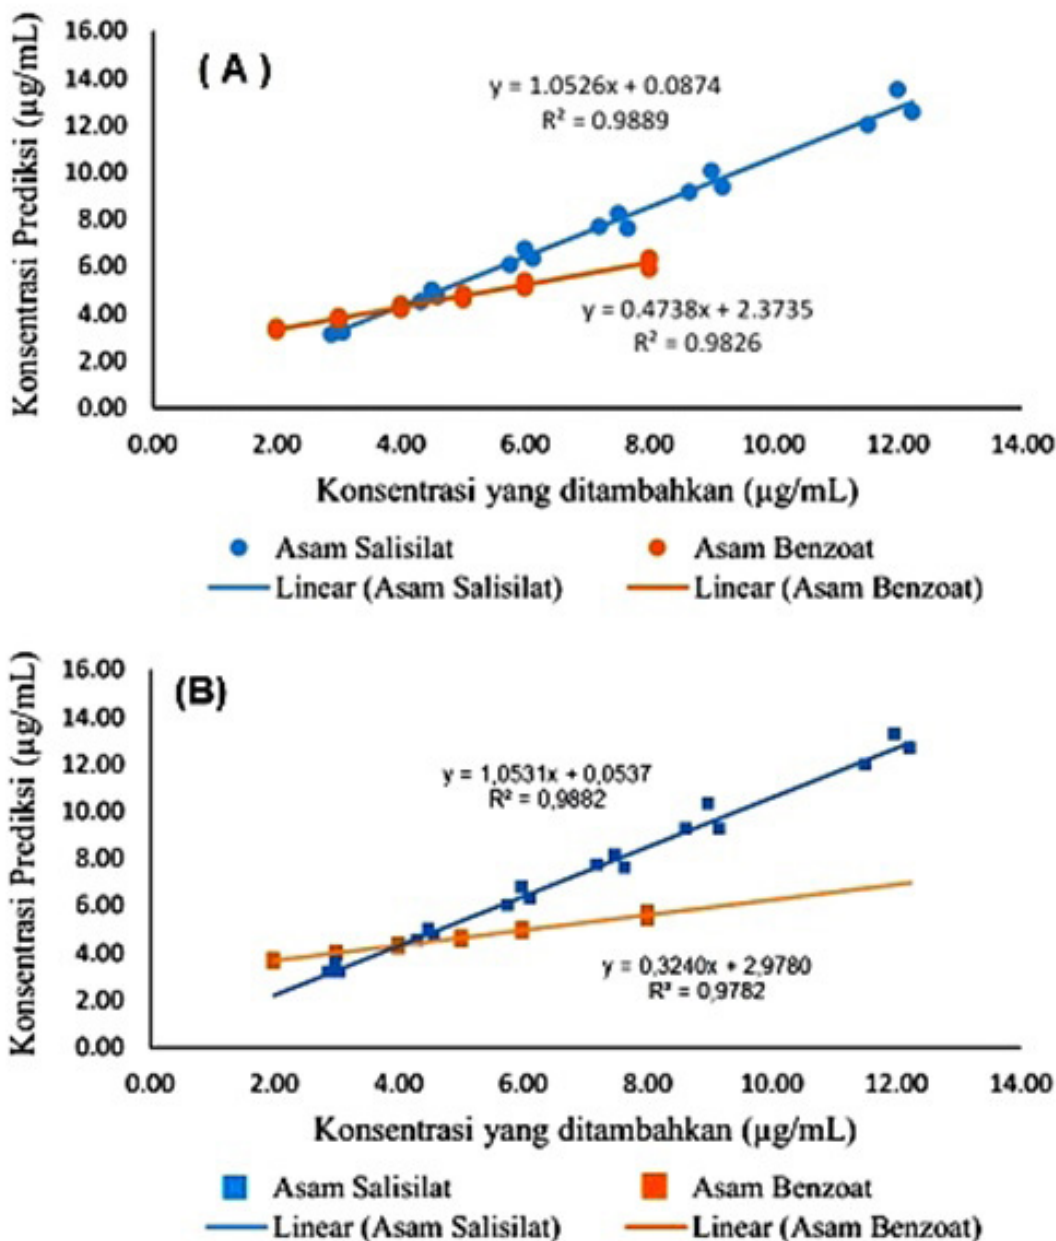 Konsentrasi Prediksi (µg/mL)
16.00
14.00
12.00
10.00
8.00
6.00
4.00
2.00
0.00
( A )
y = 1.0526x + 0.0874
R² = 0.9889
y = 0.4738x + 2.3735
R² = 0.9826
0.00 2.00 4.00 6.00 8.00 10.00 12.00 14.00
Konsentrasi yang ditambahkan (µg/mL)
Asam Salisilat Asam Benzoat
Linear (Asam Salisilat) Linear (Asam Benzoat)
Konsentrasi Prediksi (µg/mL)
16.00
14.00
12.00
10.00
8.00
6.00
4.00
2.00
0.00
(B)
y = 1,0531x + 0,0537
R² = 0,9882
y = 0,3240x + 2,9780
R² = 0,9782
0.00 2.00 4.00 6.00 8.00 10.00 12.00 14.00
Konsentrasi yang ditambahkan (µg/mL)
Asam Salisilat Asam Benzoat
Linear (Asam Salisilat) Linear (Asam Benzoat)